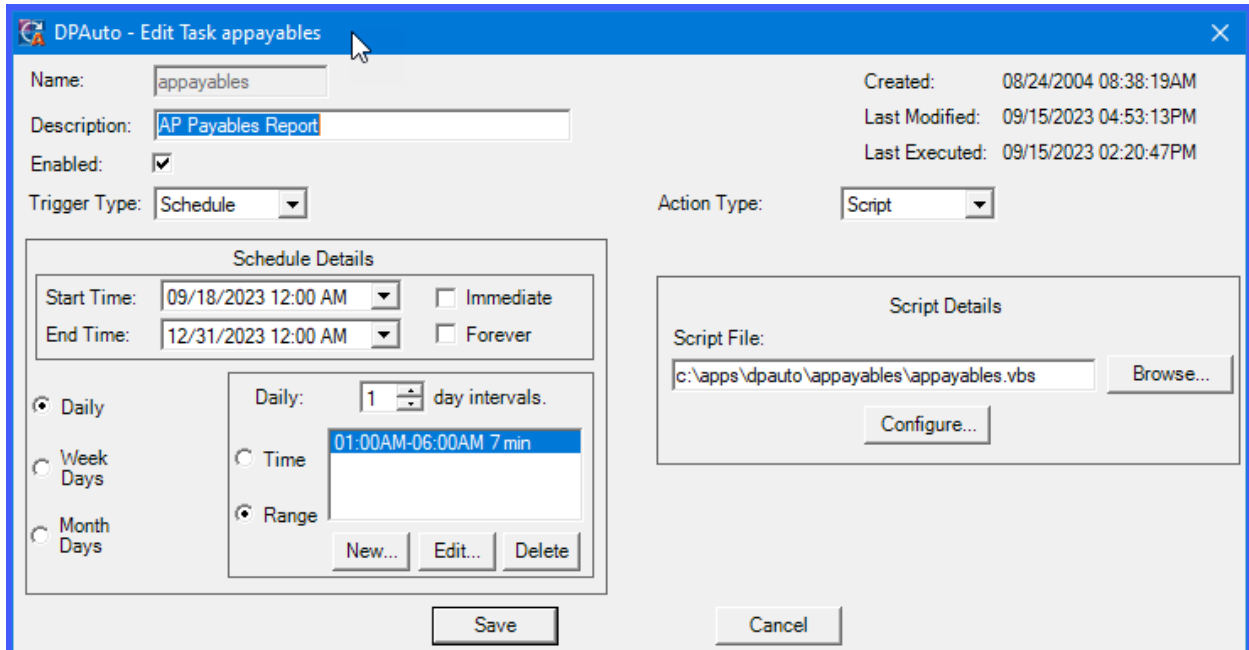 DPAuto - Edit Task appayables
Name: appayables
Created: 08/24/2004 08:38:19AM
Description: AP Payables Report
Last Modified: 09/15/2023 04:53:13PM
Enabled:
Last Executed: 09/15/2023 02:20:47PM
Trigger Type: Schedule
Action Type: Script
Schedule Details
Start Time: 09/18/2023 12:00 AM Immediate
End Time: 12/31/2023 12:00 AM Forever
Daily
Week
Days
Month
Days
Daily: 1 day intervals.
Time
Range
01:00AM-06:00AM 7 min
New... Edit... Delete
Script Details
Script File:
c:\apps\dpauto\appayables\appayables.vbs Browse...
Configure...
Save Cancel